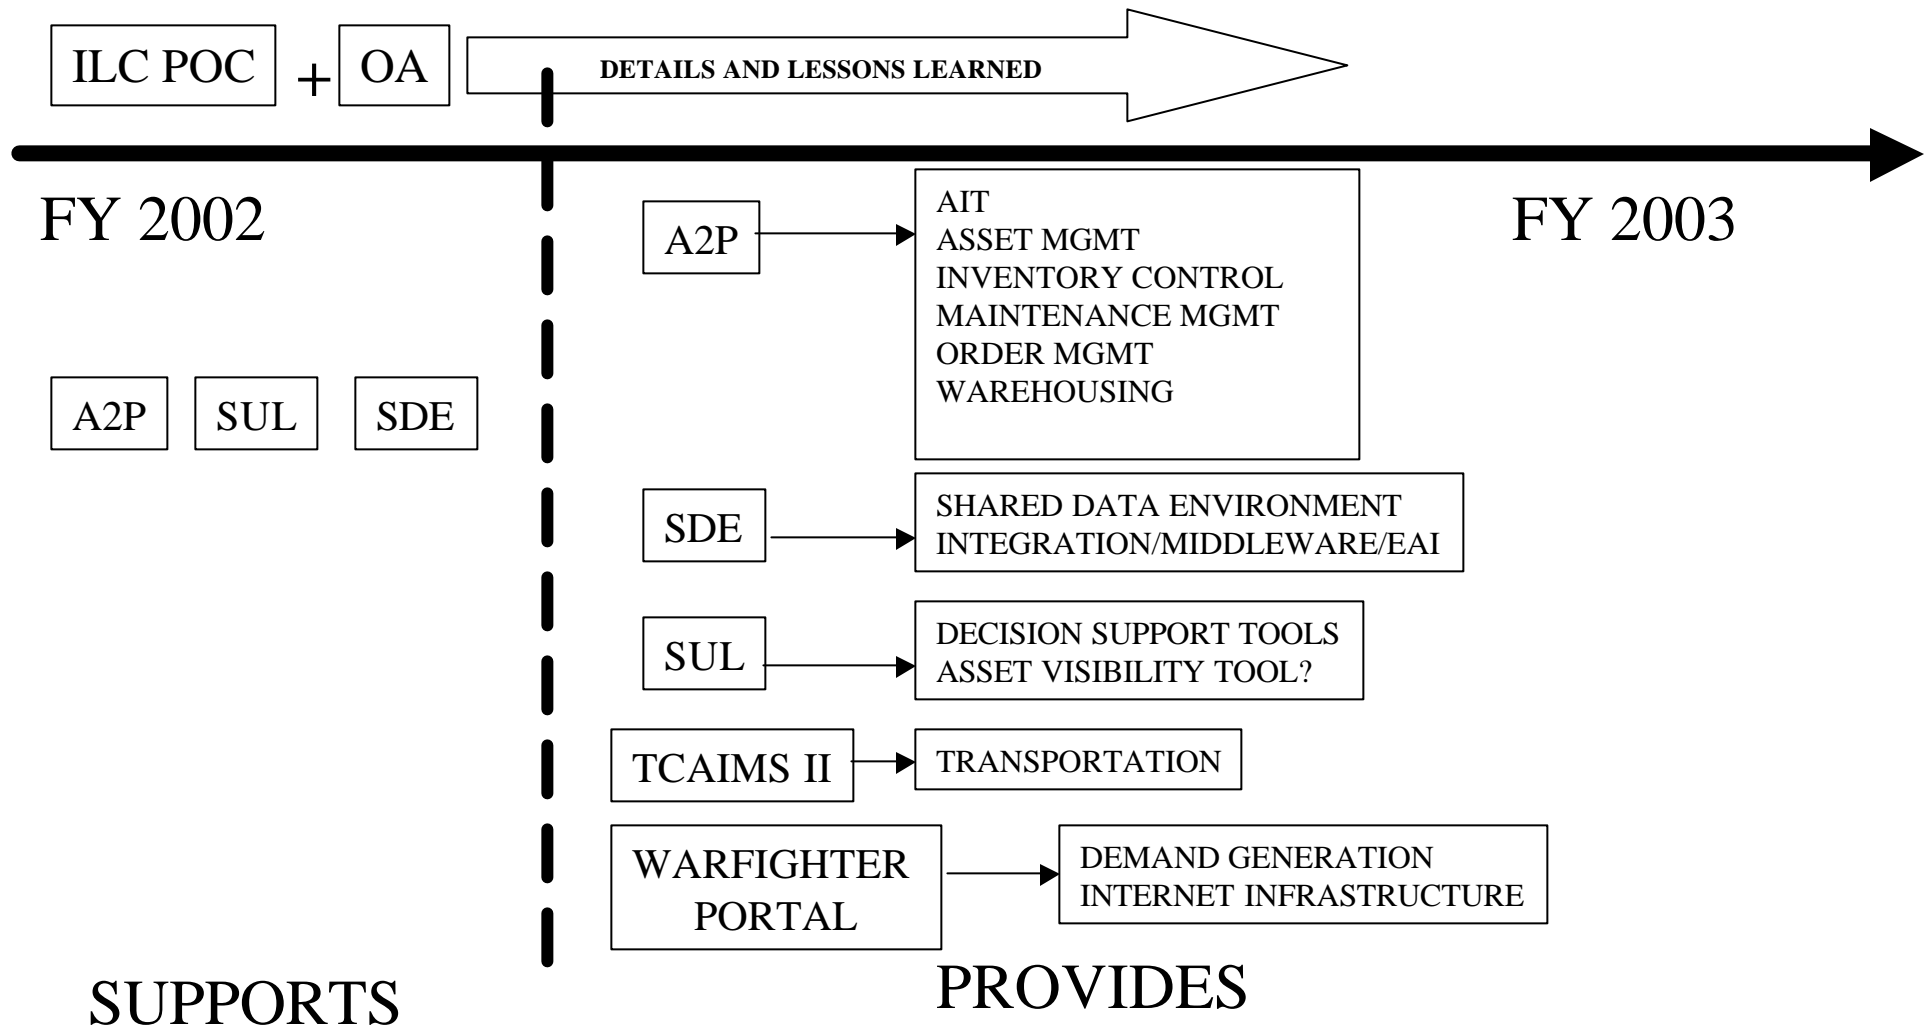 ILC POC + OA
DETAILS AND LESSONS LEARNED
FY 2002
FY 2003
A2P SUL SDE
SUPPORTS
A2P
AIT
ASSET MGMT
INVENTORY CONTROL
MAINTENANCE MGMT
ORDER MGMT
WAREHOUSING
SDE
SHARED DATA ENVIRONMENT
INTEGRATION/MIDDLEWARE/EAI
SUL
DECISION SUPPORT TOOLS
ASSET VISIBILITY TOOL?
TCAIMS II
TRANSPORTATION
WARFIGHTER
PORTAL
DEMAND GENERATION
INTERNET INFRASTRUCTURE
PROVIDES